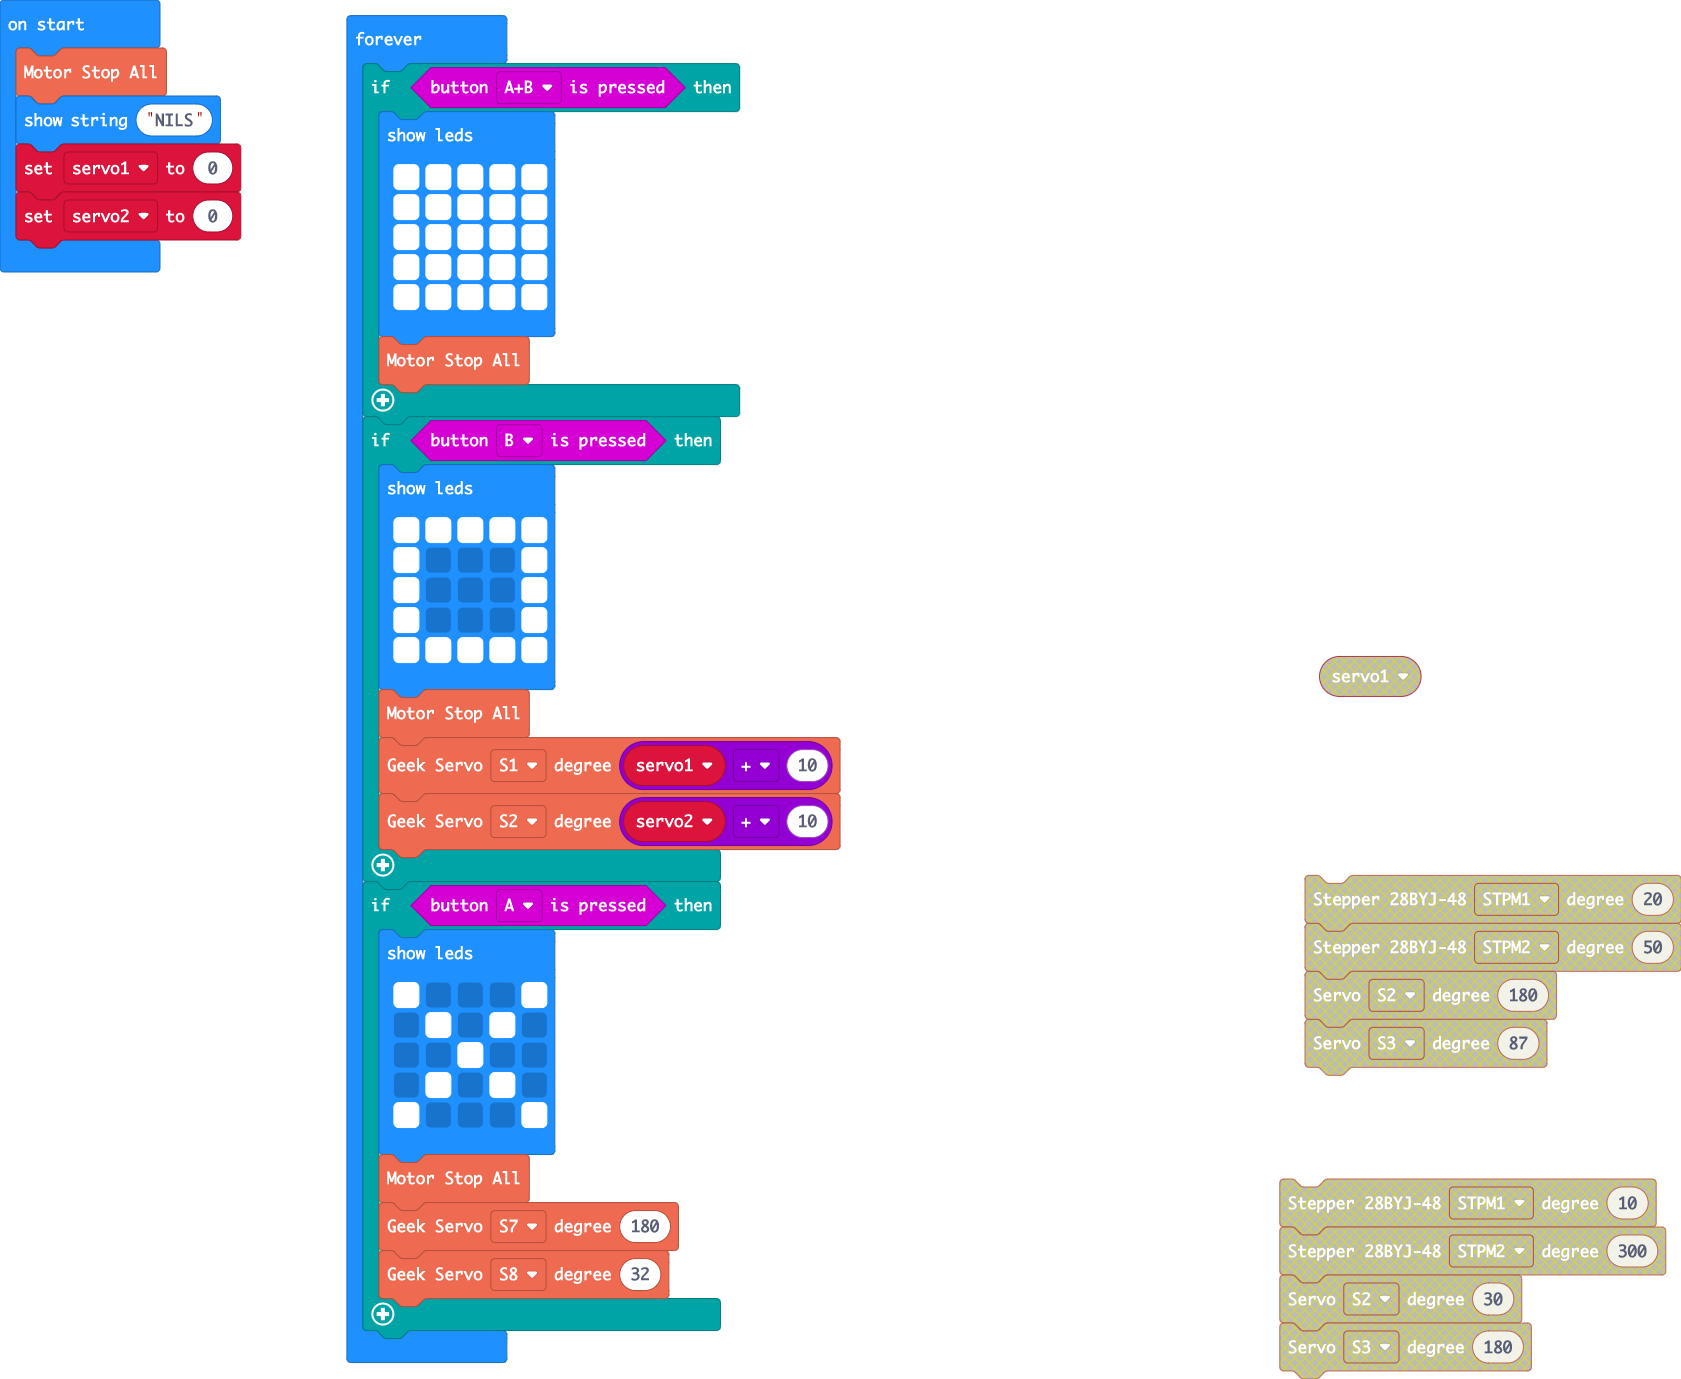 on start
Motor Stop All
show string "NILS"
set servo1 to 0
set servo2 to 0
forever
if button A+B is pressed then
show leds
Motor Stop All
if button B is pressed then
show leds
Motor Stop All
Geek Servo S1 degree servo1 + 10
Geek Servo S2 degree servo2 + 10
if button A is pressed then
show leds
Motor Stop All
Geek Servo S7 degree 180
Geek Servo S8 degree 32
servo1
Stepper 28BYJ-48 STPM1 degree 20
Stepper 28BYJ-48 STPM2 degree 50
Servo S2 degree 180
Servo S3 degree 87
Stepper 28BYJ-48 STPM1 degree 10
Stepper 28BYJ-48 STPM2 degree 300
Servo S2 degree 30
Servo S3 degree 180